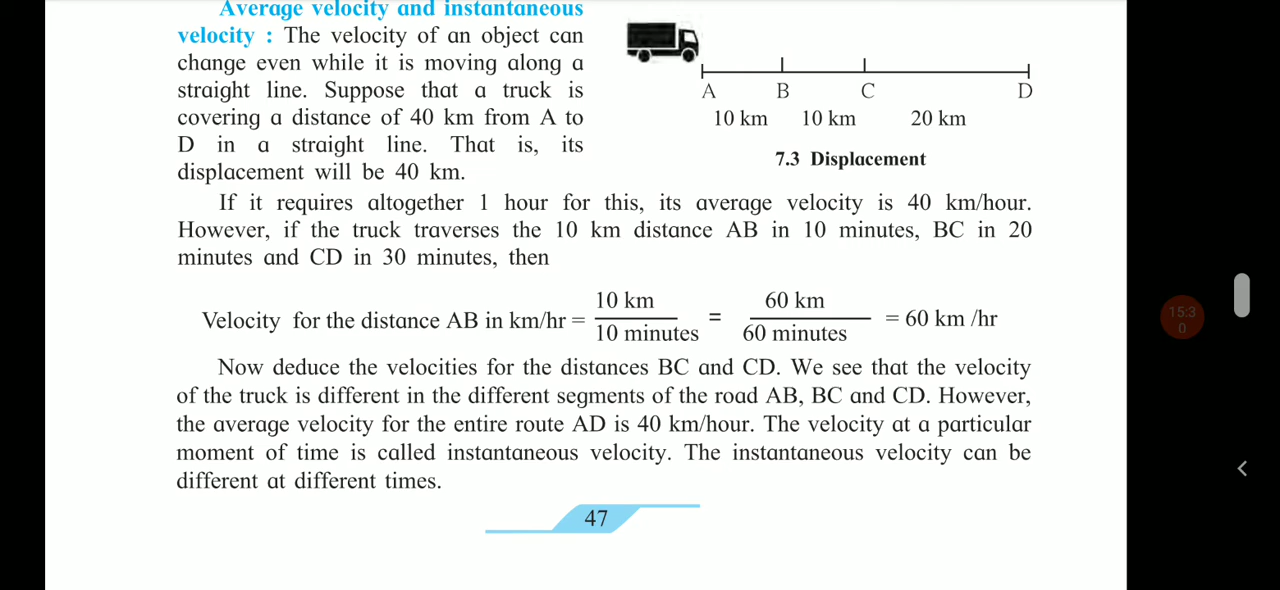 Average velocity and instantaneous
velocity : The velocity of an object can
change even while it is moving along a
straight line. Suppose that a truck is
covering a distance of 40 km from A to
D in a straight line. That is, its
displacement will be 40 km.
A B C D
10 km 10 km 20 km
7.3 Displacement
If it requires altogether 1 hour for this, its average velocity is 40 km/hour.
However, if the truck traverses the 10 km distance AB in 10 minutes, BC in 20
minutes and CD in 30 minutes, then
10 km 60 km
Velocity for the distance AB in km/hr = = = 60 km /hr
10 minutes 60 minutes
Now deduce the velocities for the distances BC and CD. We see that the velocity
of the truck is different in the different segments of the road AB, BC and CD. However,
the average velocity for the entire route AD is 40 km/hour. The velocity at a particular
moment of time is called instantaneous velocity. The instantaneous velocity can be
different at different times.
47
15:3
0